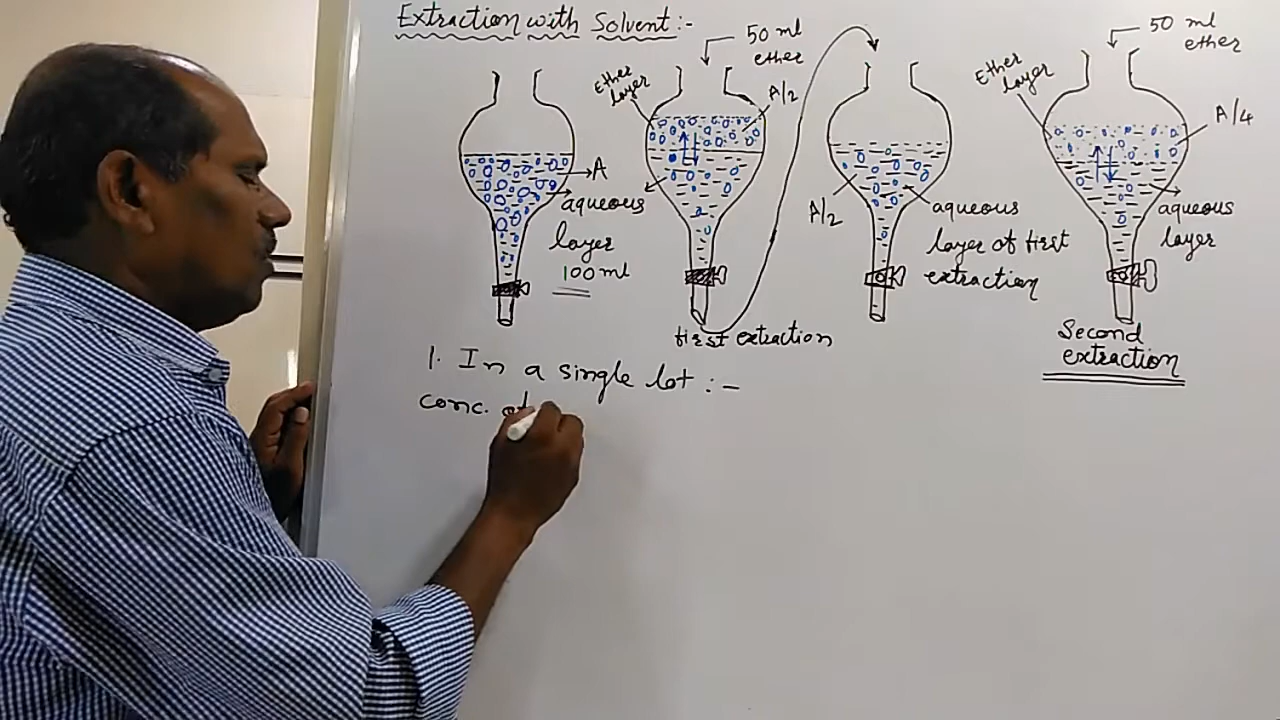 Extraction with Solvent :-
A
aqueous
layer
100 ml
50 ml
ether
Ether
layer
A/2
first extraction
A/2
aqueous
layer of first
extraction
50 ml
ether
Ether
layer
A/4
aqueous
layer
Second
extraction
1. In a single lot :-
conc. of